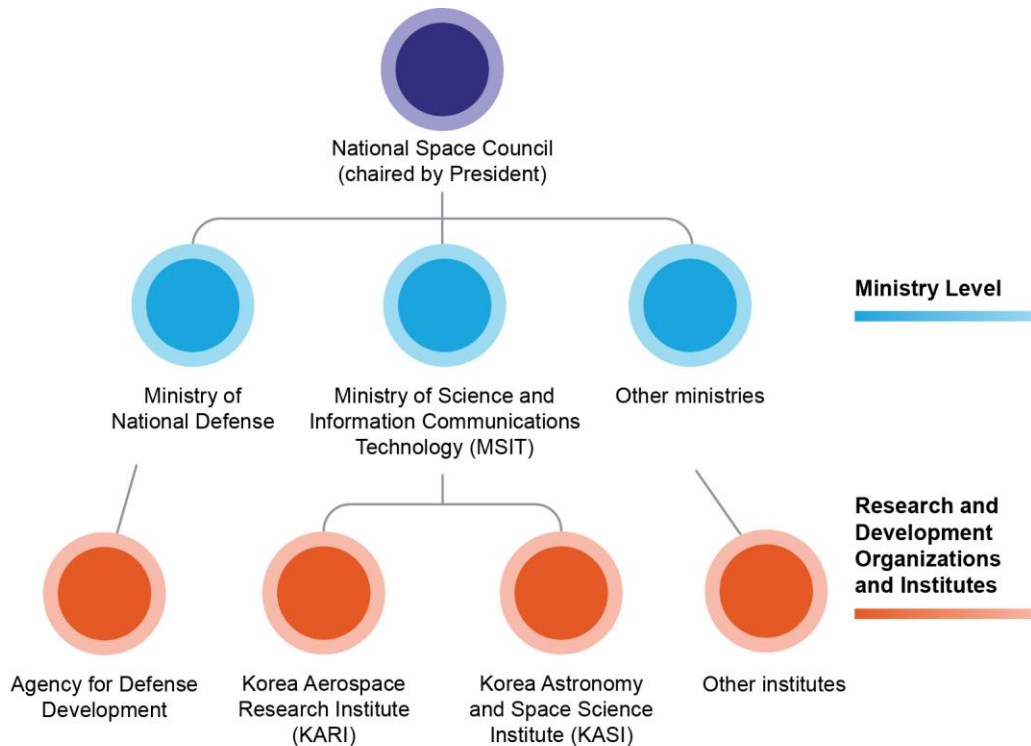 National Space Council
(chaired by President)
Ministry Level
Ministry of
National Defense
Ministry of Science and
Information Communications
Technology (MSIT)
Other ministries
Research and
Development
Organizations
and Institutes
Agency for Defense
Development
Korea Aerospace
Research Institute
(KARI)
Korea Astronomy
and Space Science
Institute (KASI)
Other institutes